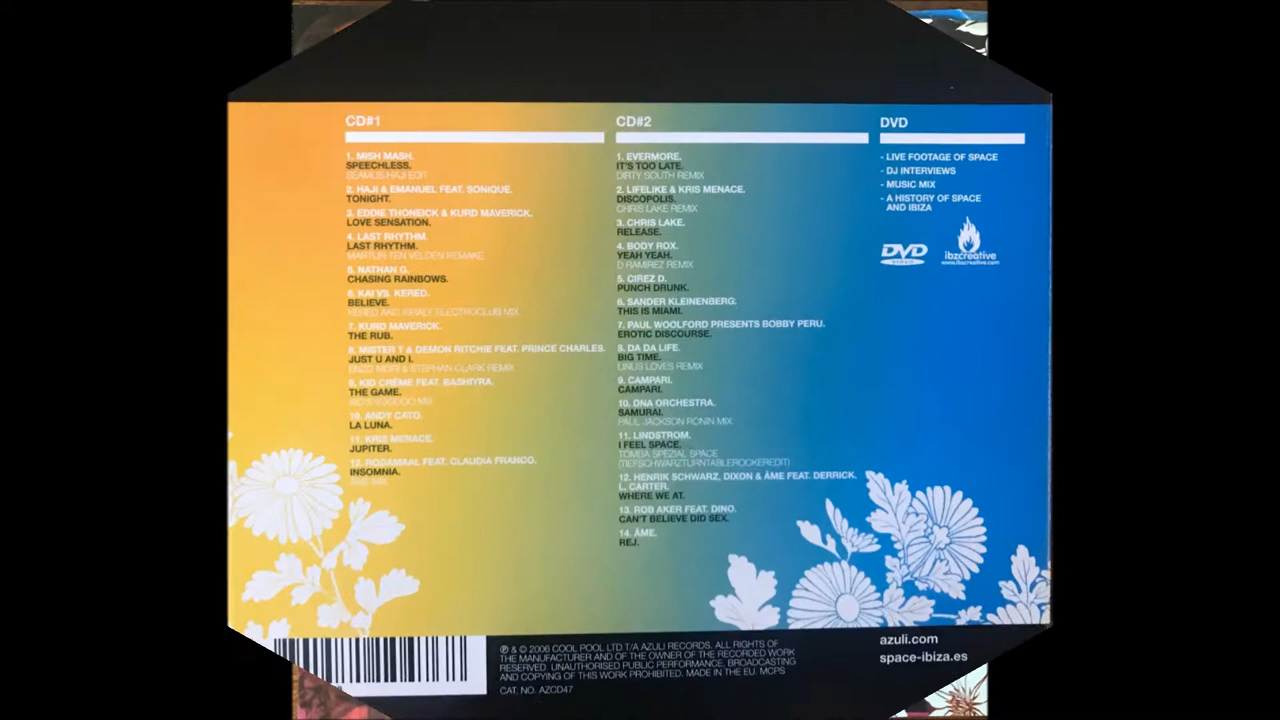 CD#1
1. MISH MASH.
SPEECHLESS.
SEAMUS HAJI EDIT
2. HAJI & EMANUEL FEAT. SONIQUE.
TONIGHT.
3. EDDIE THONEICK & KURD MAVERICK.
LOVE SENSATION.
4. LAST RHYTHM.
LAST RHYTHM.
MARTIJN TEN VELDEN REMAKE
5. NATHAN G.
CHASING RAINBOWS.
6. KAI VS. KERED.
BELIEVE.
KERED AND KIRALY ELECTROCLUB MIX
7. KURD MAVERICK.
THE RUB.
8. MISTER T & DEMON RITCHIE FEAT. PRINCE CHARLES.
JUST U AND I.
ENZO MORI & STEPHAN CLARK REMIX
9. KID CRÈME FEAT. BASHIYRA.
THE GAME.
10. ANDY CATO.
LA LUNA.
11. KRIS MENACE.
JUPITER.
12. RODAMAAL FEAT. CLAUDIA FRANCO.
INSOMNIA.
CD#2
1. EVERMORE.
IT'S TOO LATE.
DIRTY SOUTH REMIX
2. LIFELIKE & KRIS MENACE.
DISCOPOLIS.
CHRIS LAKE REMIX
3. CHRIS LAKE.
RELEASE.
4. BODY ROX.
YEAH YEAH.
D RAMIREZ REMIX
5. CIREZ D.
PUNCH DRUNK.
6. SANDER KLEINENBERG.
THIS IS MIAMI.
7. PAUL WOOLFORD PRESENTS BOBBY PERU.
EROTIC DISCOURSE.
8. DA DA LIFE.
BIG TIME.
LINUS LOVES REMIX
9. CAMPARI.
CAMPARI.
10. DNA ORCHESTRA.
SAMURAI.
PAUL JACKSON RONIN MIX
11. LINDSTROM.
I FEEL SPACE.
TOMBA SPEZIAL SPACE
(TIEFSCHWARZTURNTABLEROCKEREDIT)
12. HENRIK SCHWARZ, DIXON & ÂME FEAT. DERRICK.
L. CARTER.
WHERE WE AT.
13. ROB AKER FEAT. DINO.
CAN'T BELIEVE DID SEX.
14. ÂME.
REJ.
DVD
- LIVE FOOTAGE OF SPACE
- DJ INTERVIEWS
- MUSIC MIX
- A HISTORY OF SPACE
AND IBIZA
DVD
VIDEO
ibzcreative
www.ibzcreative.com
℗ & © 2006 COOL POOL LTD T/A AZULI RECORDS. ALL RIGHTS OF
THE MANUFACTURER AND OF THE OWNER OF THE RECORDED WORK
RESERVED. UNAUTHORISED PUBLIC PERFORMANCE, BROADCASTING
AND COPYING OF THIS WORK PROHIBITED. MADE IN THE EU. MCPS
CAT. NO. AZCD47
azuli.com
space-ibiza.es